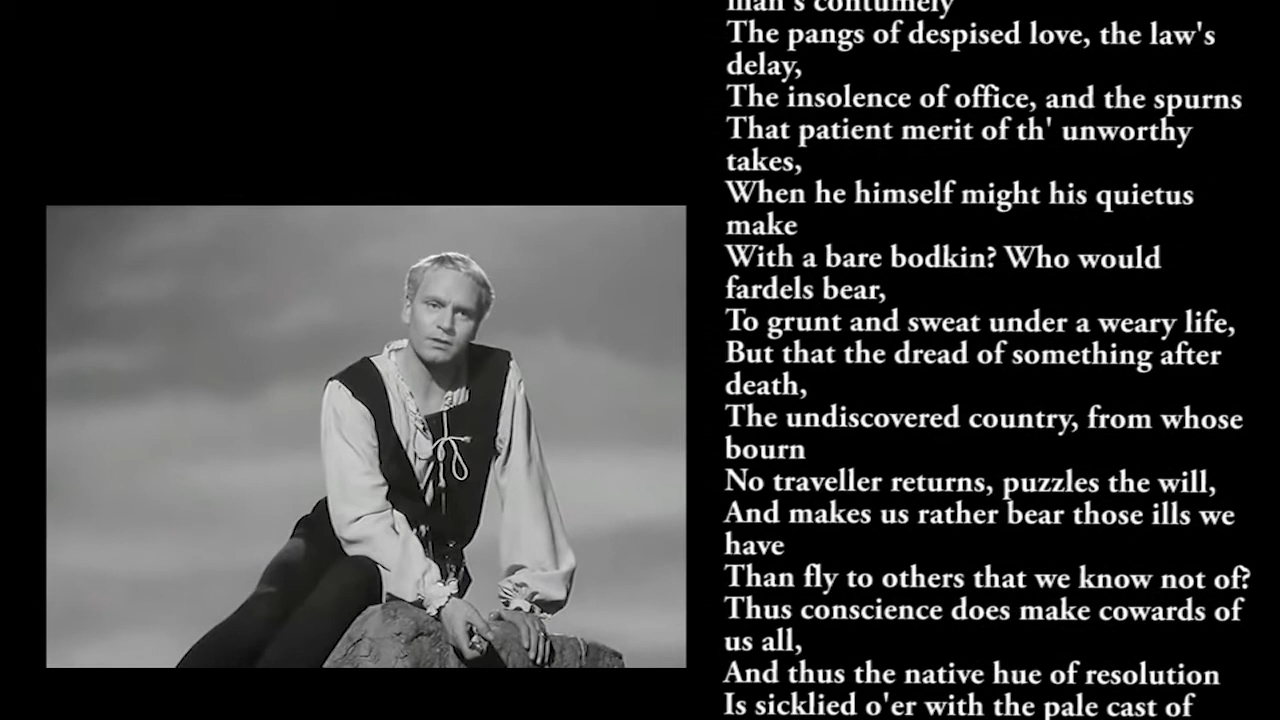 man's contumely
The pangs of despised love, the law's
delay,
The insolence of office, and the spurns
That patient merit of th' unworthy
takes,
When he himself might his quietus
make
With a bare bodkin? Who would
fardels bear,
To grunt and sweat under a weary life,
But that the dread of something after
death,
The undiscovered country, from whose
bourn
No traveller returns, puzzles the will,
And makes us rather bear those ills we
have
Than fly to others that we know not of?
Thus conscience does make cowards of
us all,
And thus the native hue of resolution
Is sicklied o'er with the pale cast of